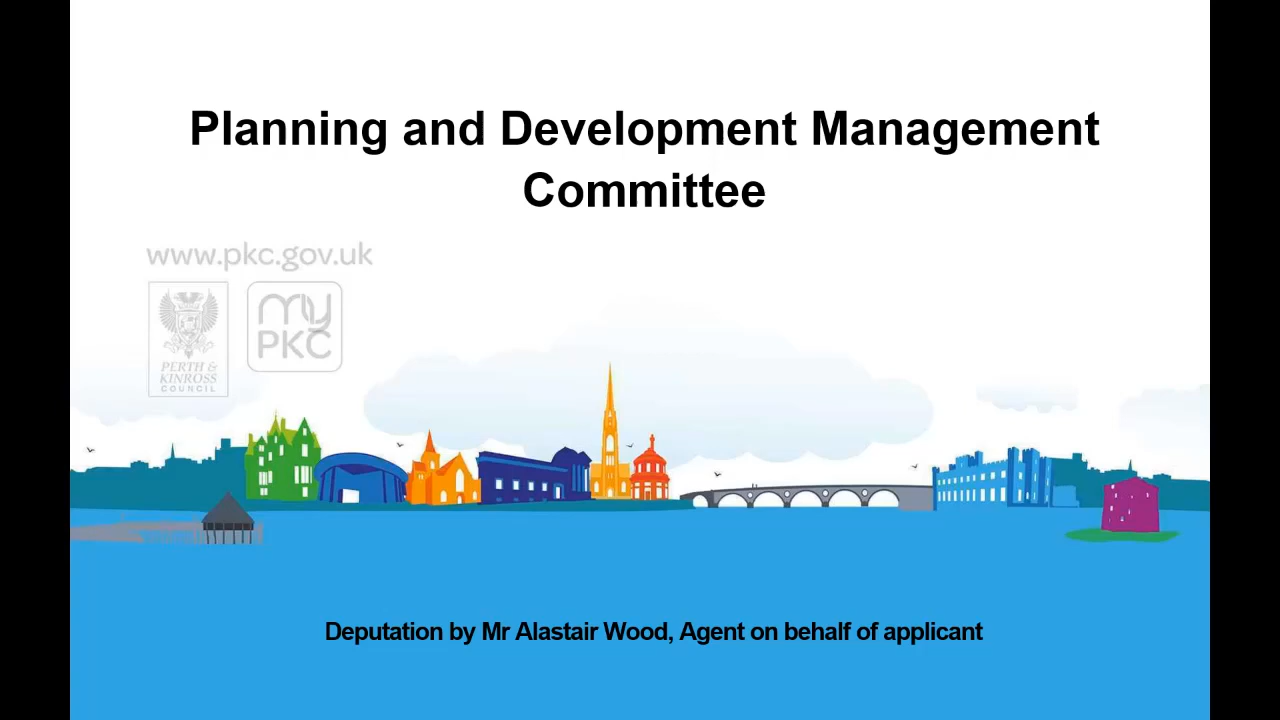 Planning and Development Management
Committee
www.pkc.gov.uk
my
PKC
PERTH &
KINROSS
COUNCIL
Deputation by Mr Alastair Wood, Agent on behalf of applicant